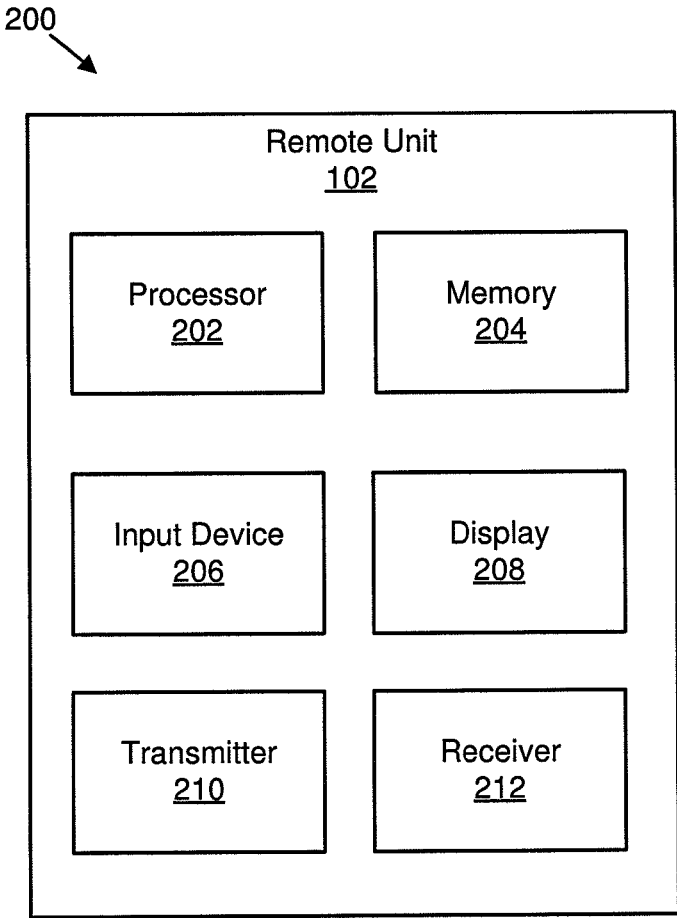 200
Remote Unit
102
Processor
202
Memory
204
Input Device
206
Display
208
Transmitter
210
Receiver
212